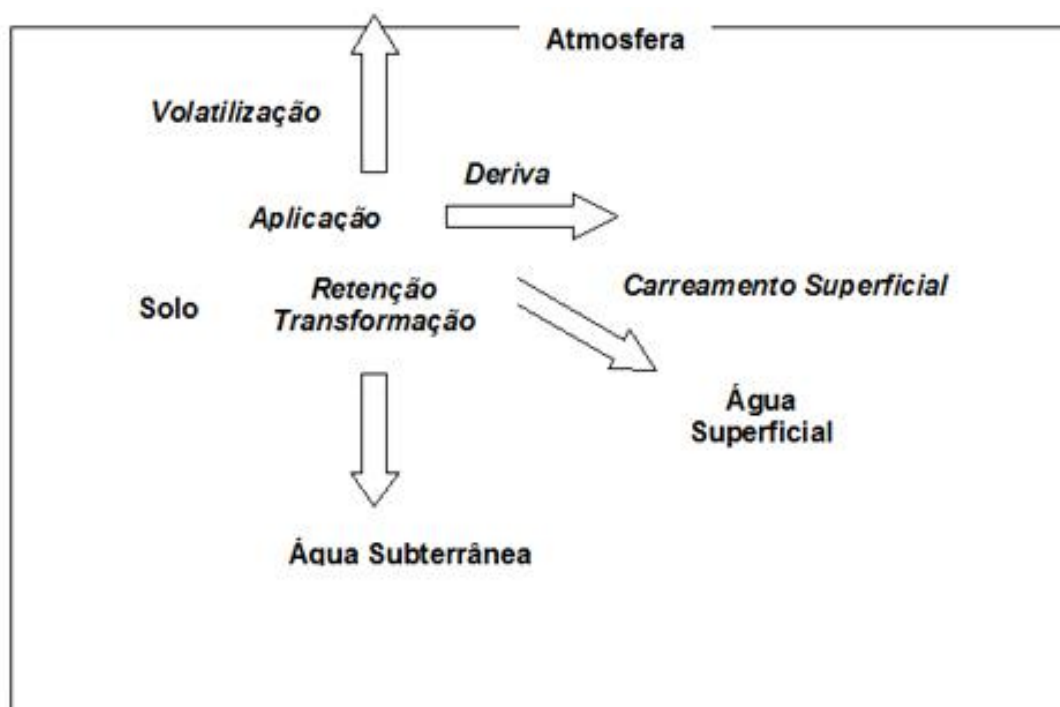 Atmosfera
Volatilização
Deriva
Aplicação
Solo
Retenção
Transformação
Carreamento Superficial
Água
Superficial
Água Subterrânea